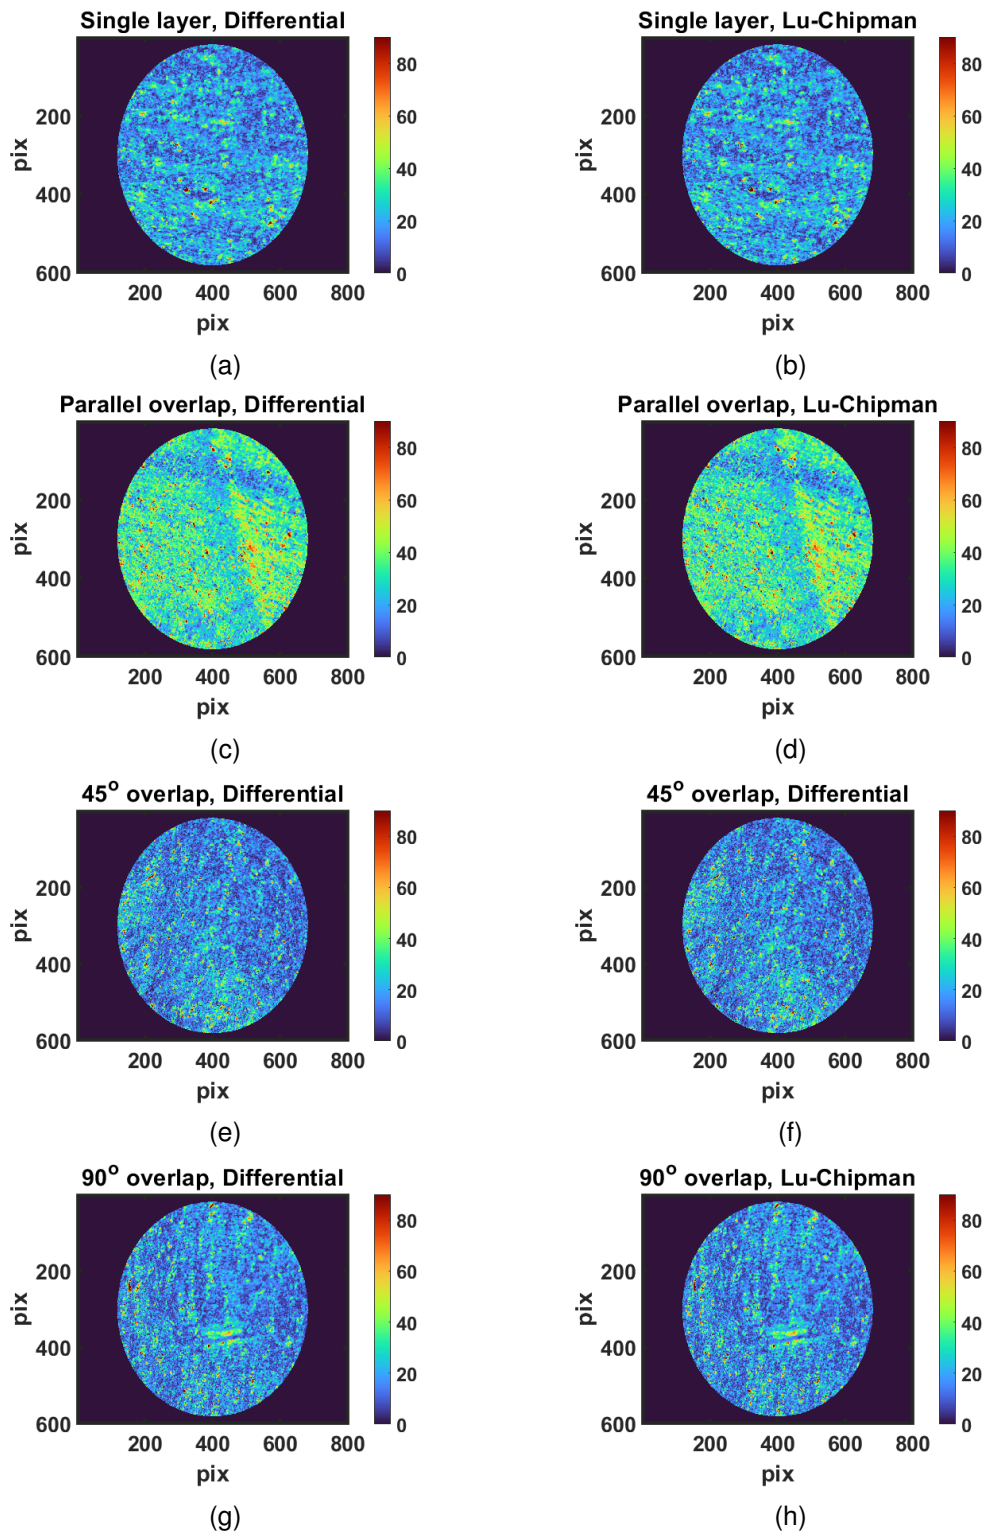 Single layer, Differential
80
60
40
20
0
200
400
600
pix
200 400 600 800
pix
(a)
Single layer, Lu-Chipman
80
60
40
20
0
200
400
600
pix
200 400 600 800
pix
(b)
Parallel overlap, Differential
80
60
40
20
0
200
400
600
pix
200 400 600 800
pix
(c)
Parallel overlap, Lu-Chipman
80
60
40
20
0
200
400
600
pix
200 400 600 800
pix
(d)
45° overlap, Differential
80
60
40
20
0
200
400
600
pix
200 400 600 800
pix
(e)
45° overlap, Differential
80
60
40
20
0
200
400
600
pix
200 400 600 800
pix
(f)
90° overlap, Differential
80
60
40
20
0
200
400
600
pix
200 400 600 800
pix
(g)
90° overlap, Lu-Chipman
80
60
40
20
0
200
400
600
pix
200 400 600 800
pix
(h)